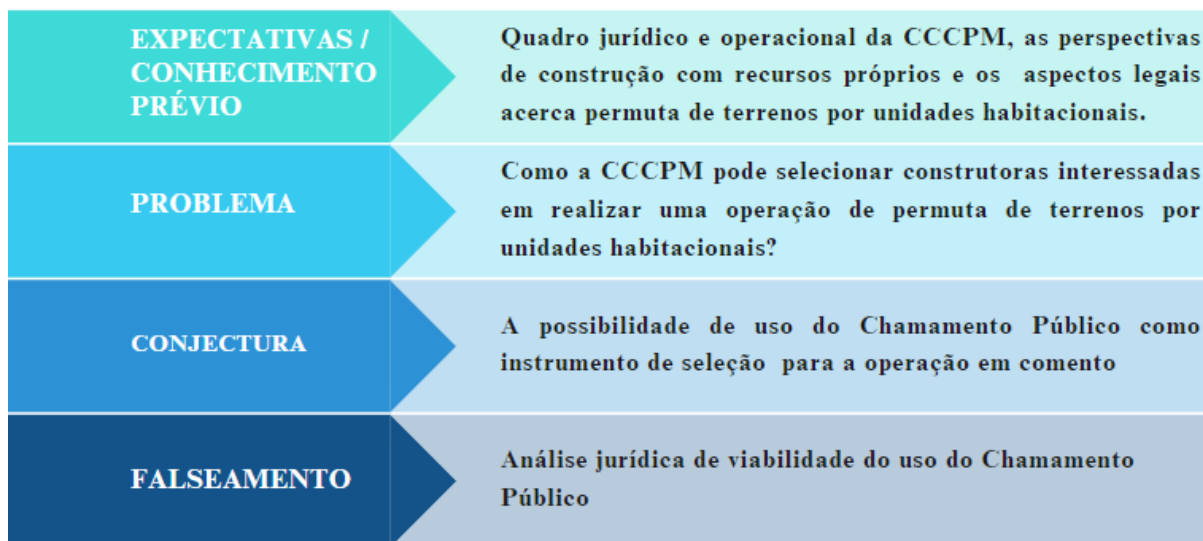 EXPECTATIVAS /
CONHECIMENTO
PRÉVIO
Quadro jurídico e operacional da CCCPM, as perspectivas
de construção com recursos próprios e os aspectos legais
acerca permuta de terrenos por unidades habitacionais.
PROBLEMA
Como a CCCPM pode selecionar construtoras interessadas
em realizar uma operação de permuta de terrenos por
unidades habitacionais?
CONJECTURA
A possibilidade de uso do Chamamento Público como
instrumento de seleção para a operação em comento
FALSEAMENTO
Análise jurídica de viabilidade do uso do Chamamento
Público